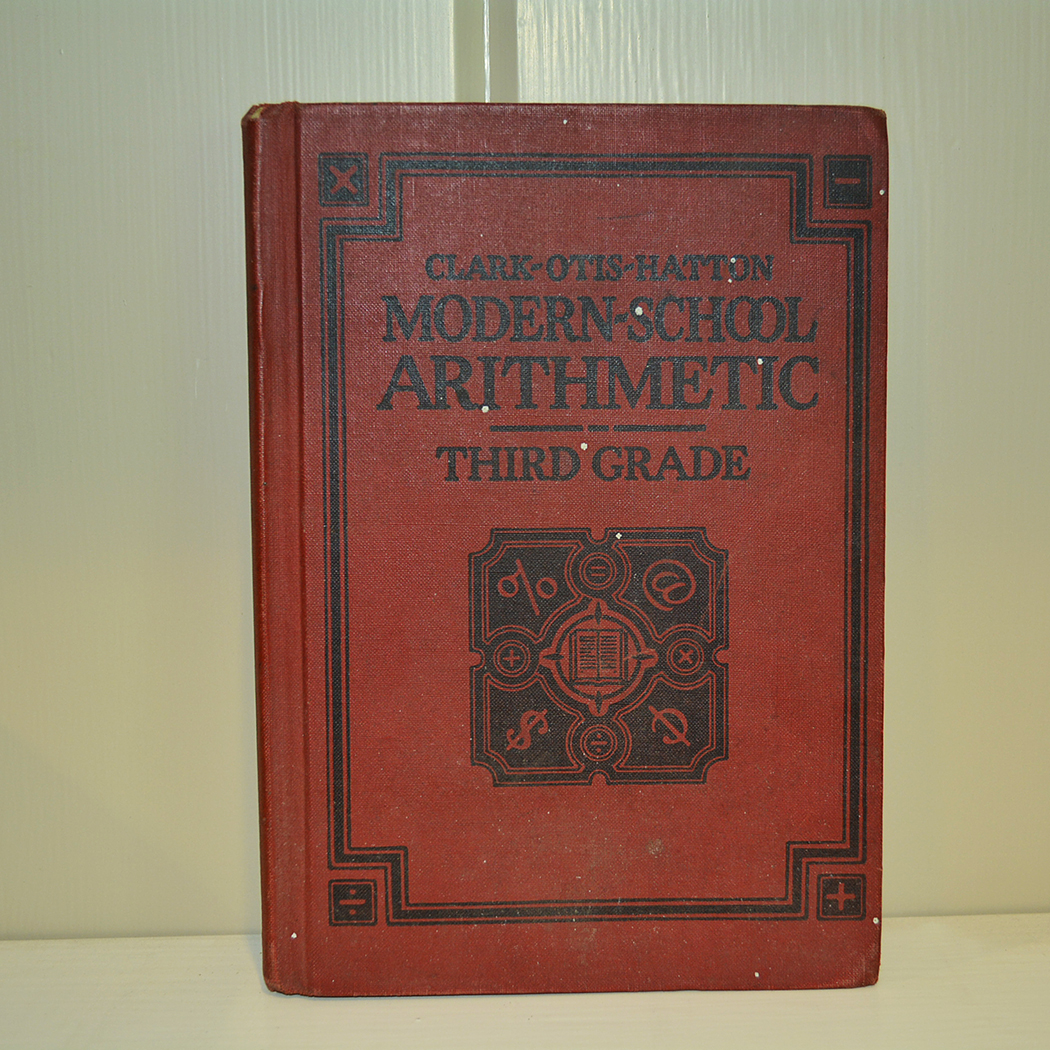 × −
CLARK-OTIS-HATTON
MODERN-SCHOOL
ARITHMETIC
THIRD GRADE
% = @
+ ×
$ ÷ ¢
÷ +